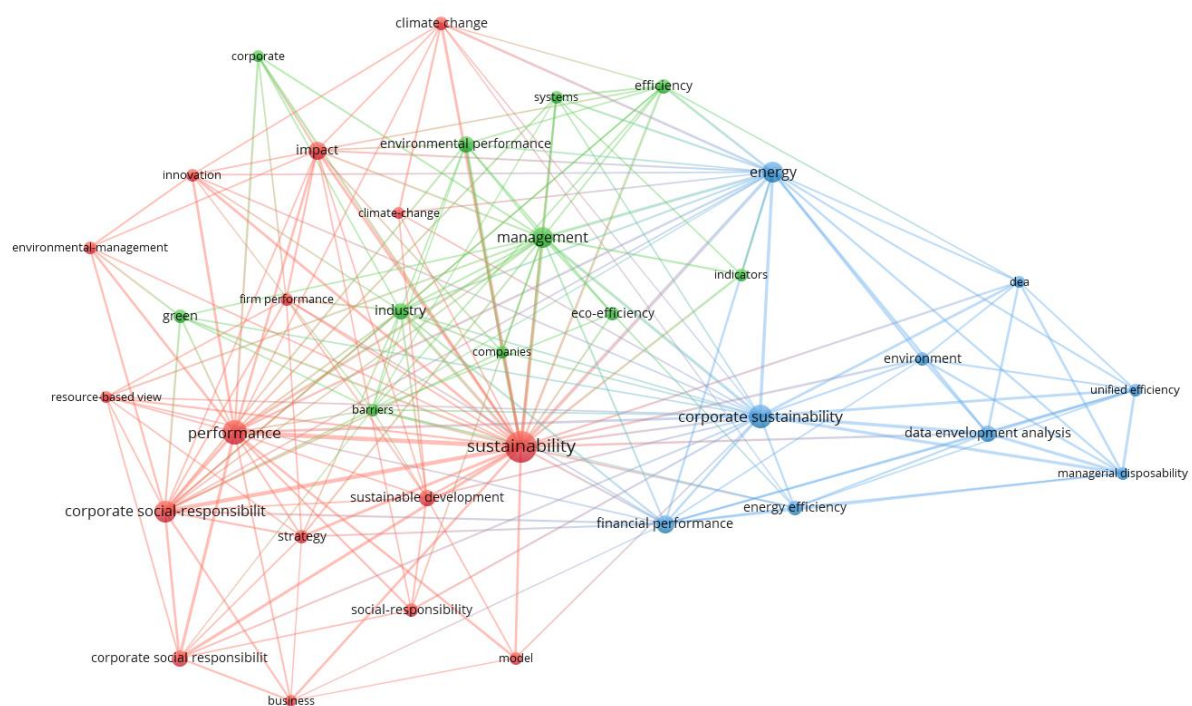 climate change
corporate
efficiency
systems
environmental performance
impact
energy
innovation
climate-change
management
environmental-management
indicators
dea
firm performance
industry
eco-efficiency
green
companies
environment
unified efficiency
resource-based view
barriers
corporate sustainability
performance
data envelopment analysis
sustainability
managerial disposability
sustainable development
energy efficiency
corporate social-responsibilit
financial performance
strategy
social-responsibility
corporate social responsibilit
model
business